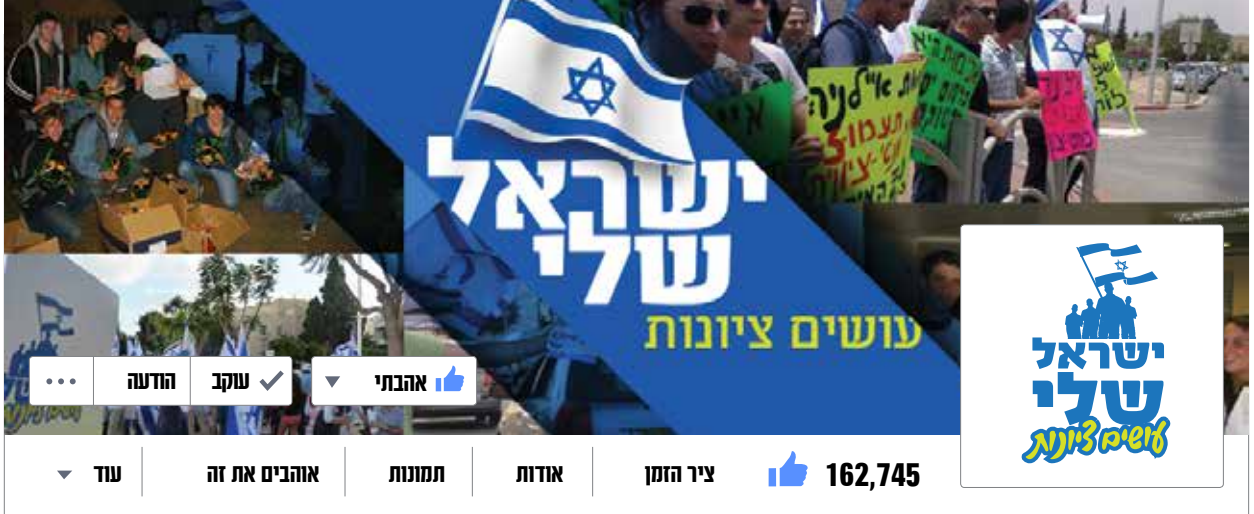 ישראל
שלי
עושים ציונות
ישראל
שלי
עושים ציונות
אהבתי
עוקב
הודעה
162,745
ציר הזמן
אודות
תמונות
אוהבים את זה
עוד